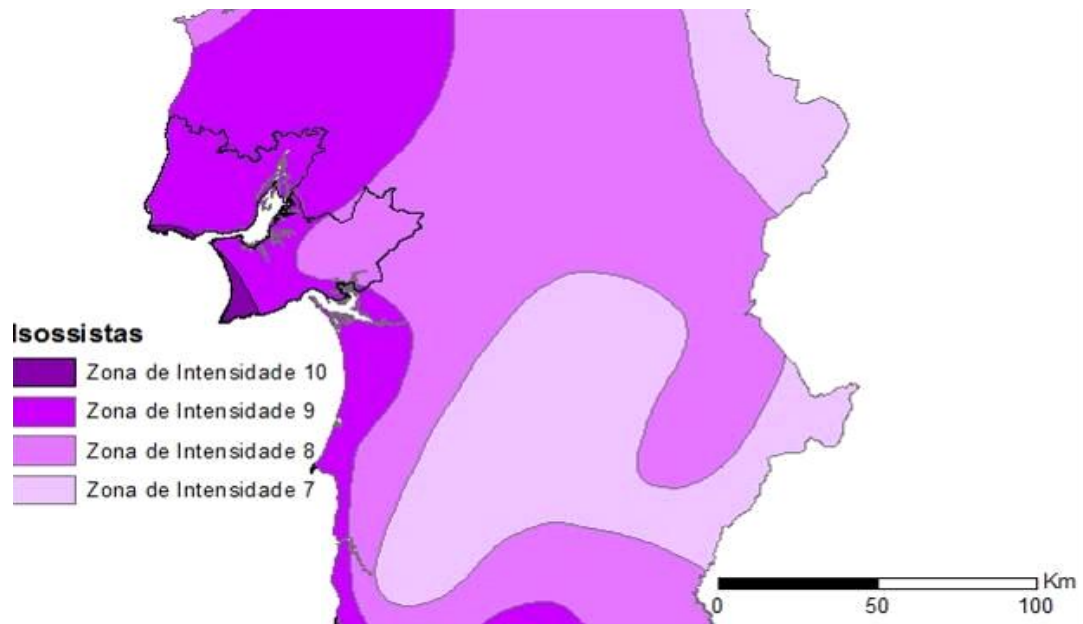 Isossistas
Zona de Intensidade 10
Zona de Intensidade 9
Zona de Intensidade 8
Zona de Intensidade 7
Km
0 50 100